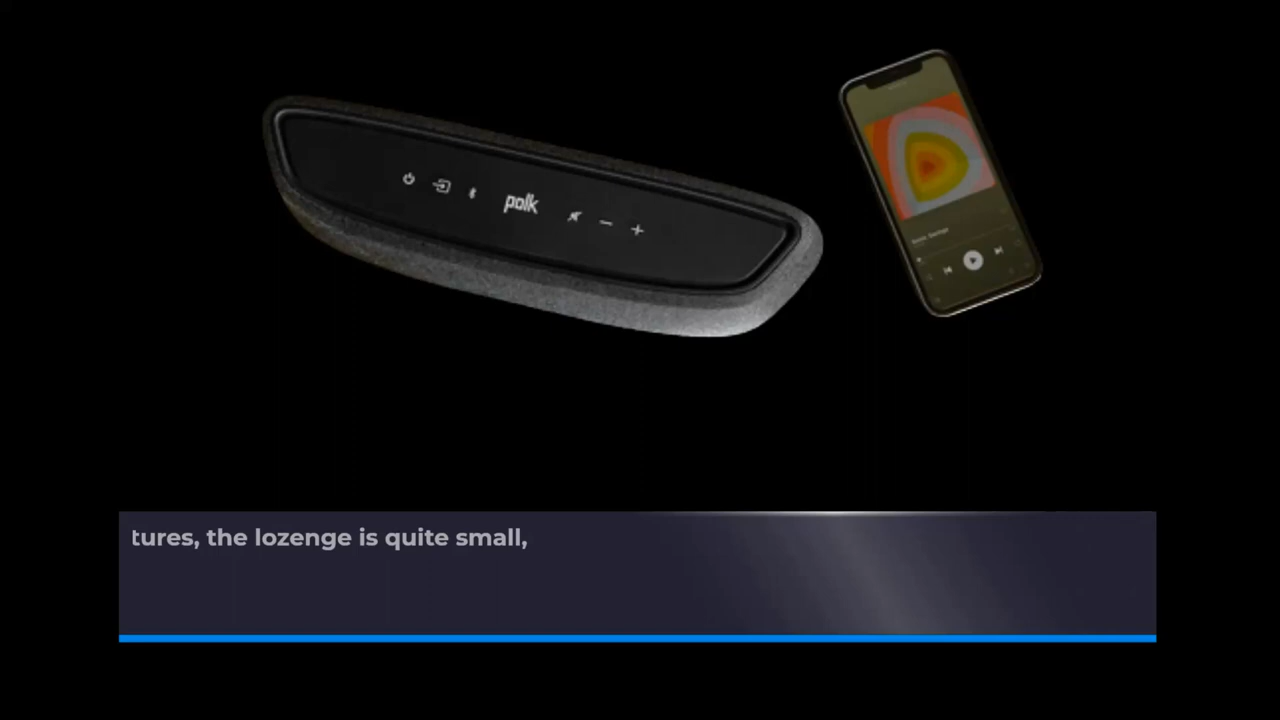 polk
tures, the lozenge is quite small,